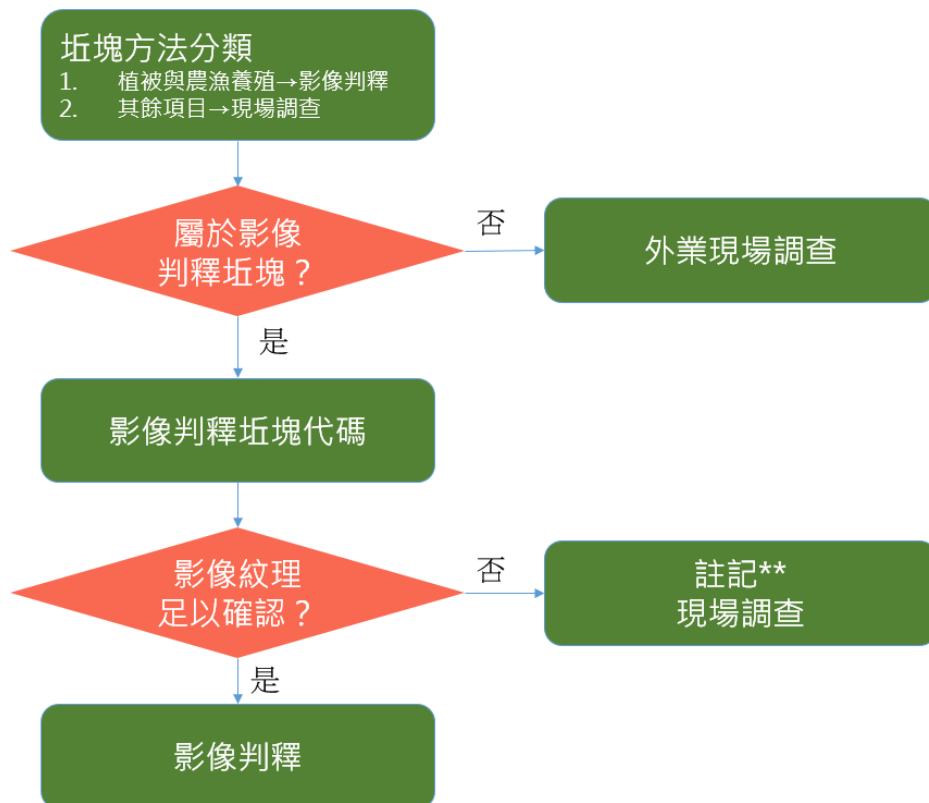 坵塊方法分類
1. 植被與農漁養殖→影像判釋
2. 其餘項目→現場調查
屬於影像
判釋坵塊？
否
外業現場調查
是
影像判釋坵塊代碼
影像紋理
足以確認？
否
註記**
現場調查
是
影像判釋